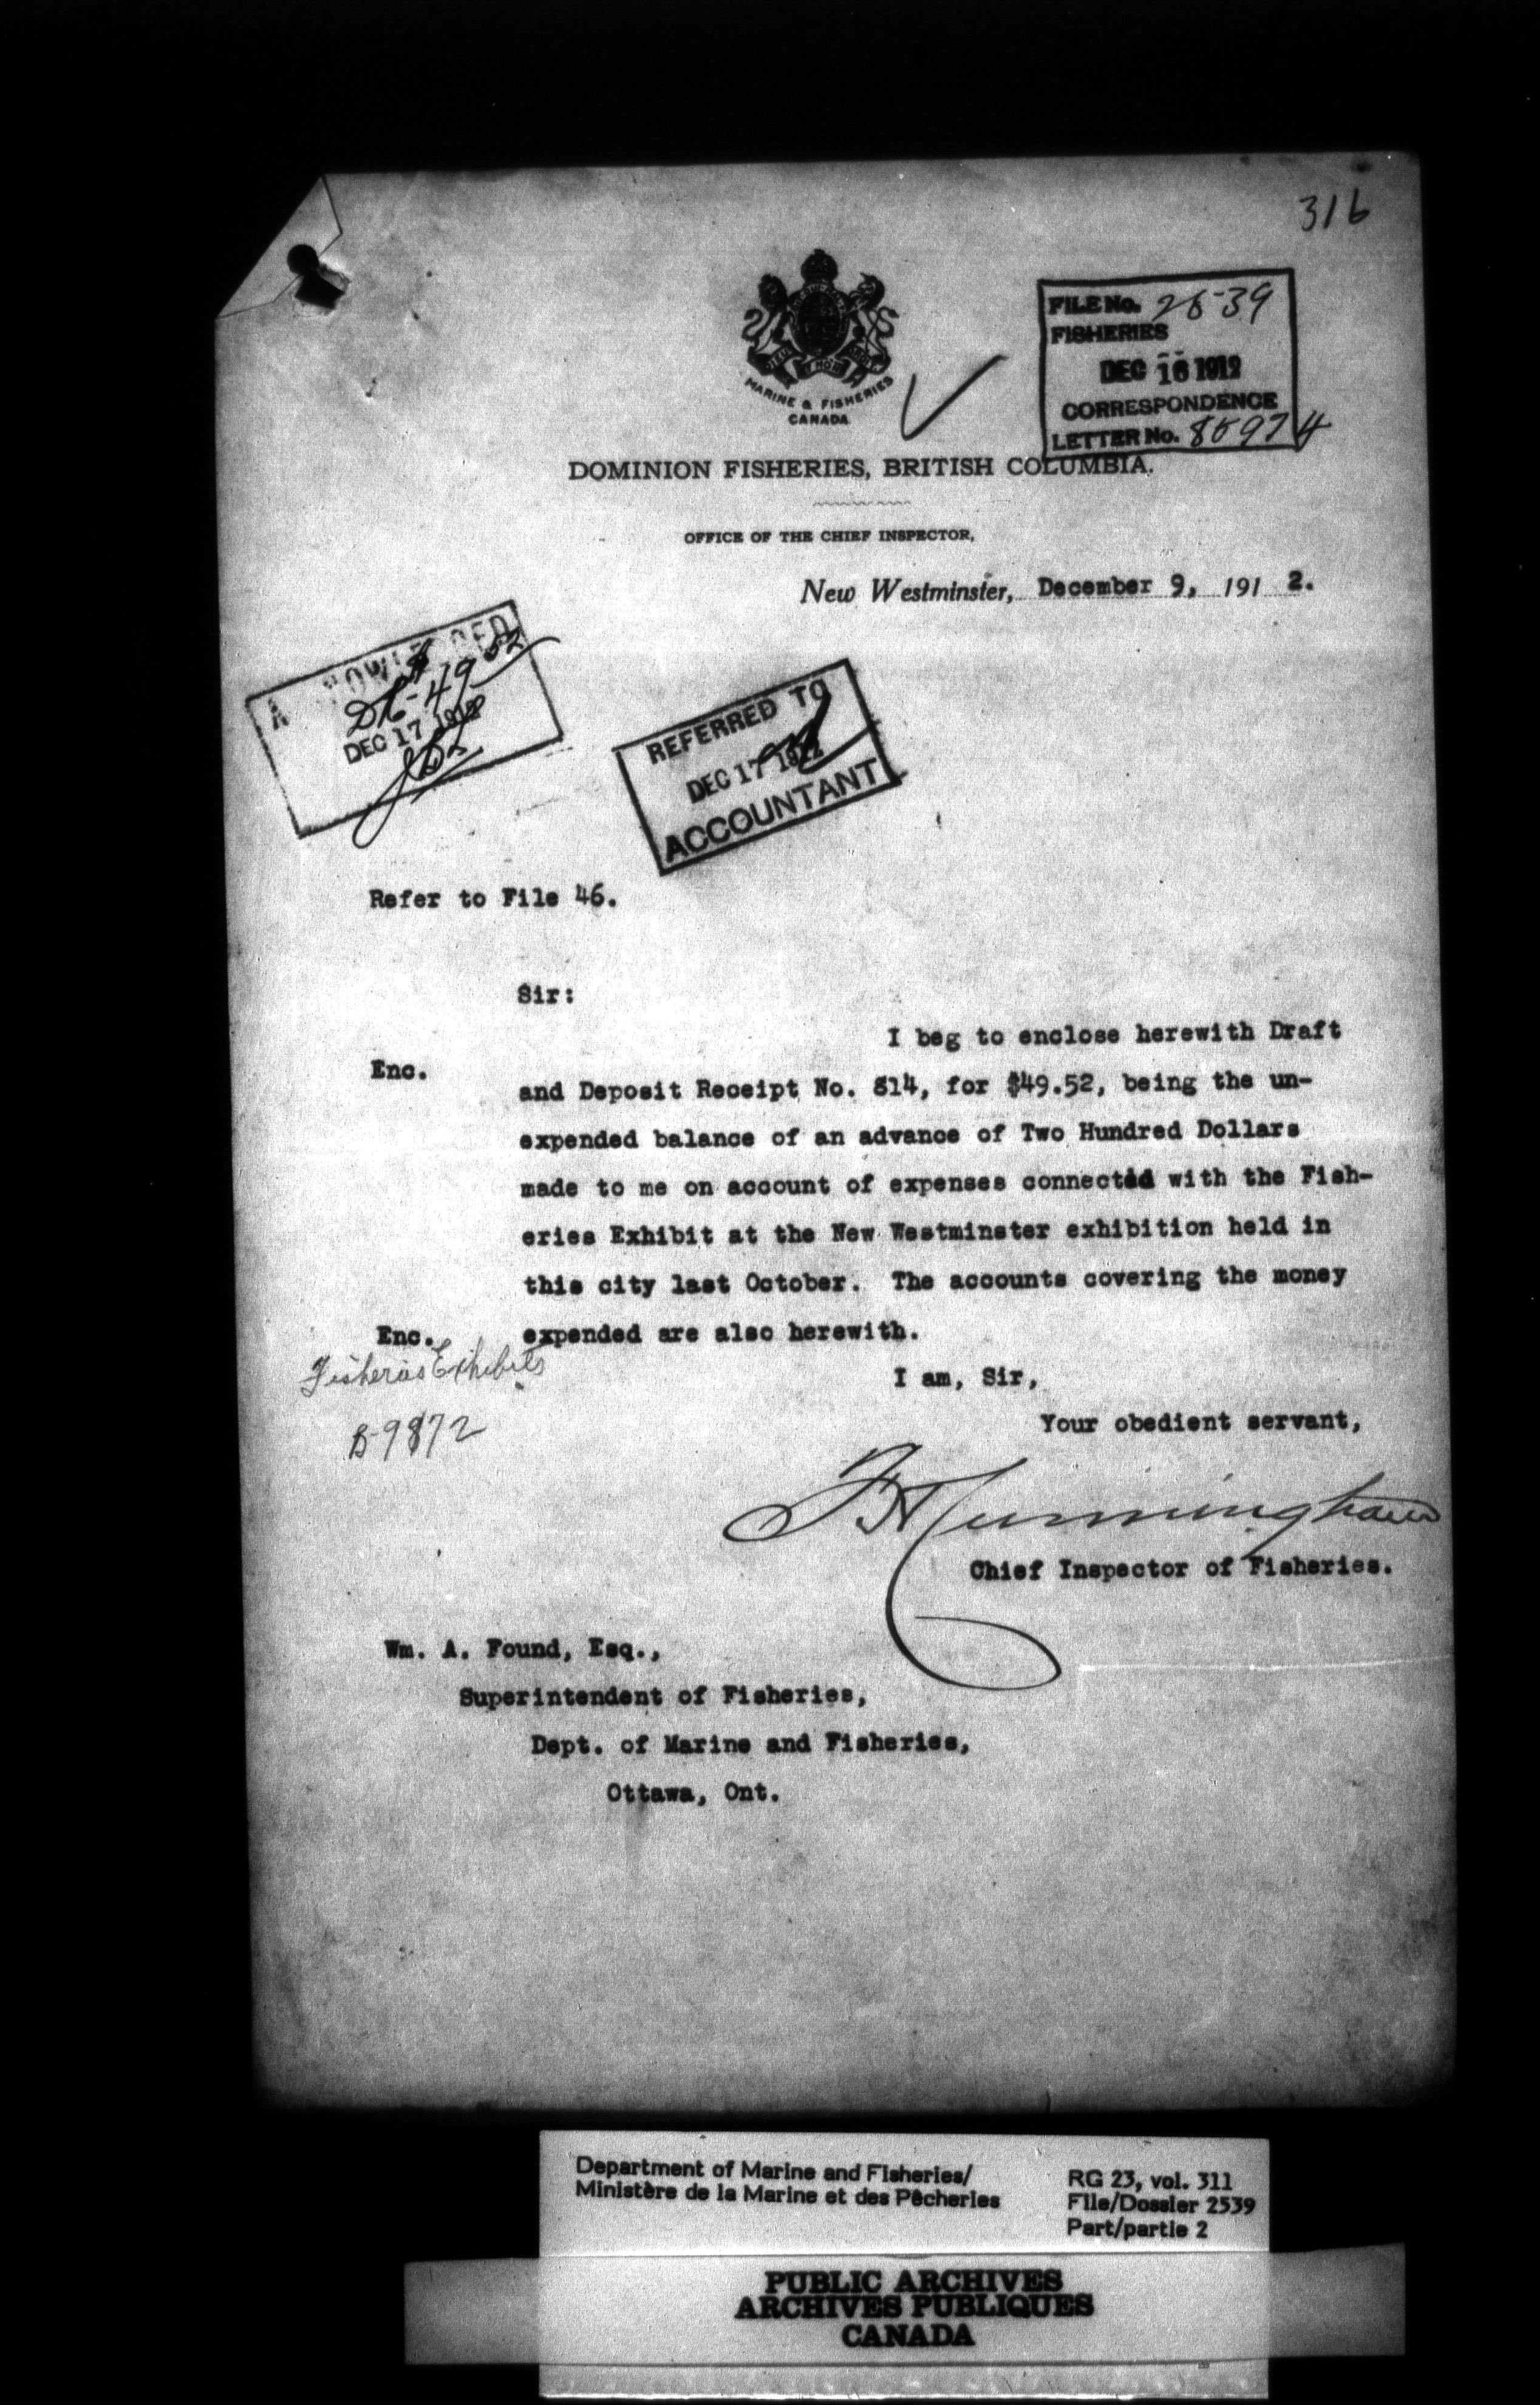 316
FILE No. 2539
FISHERIES
DEC 16 1912
CORRESPONDENCE
LETTER No. 85974
MARINE & FISHERIES
CANADA
DOMINION FISHERIES, BRITISH COLUMBIA.
OFFICE OF THE CHIEF INSPECTOR,
New Westminster, December 9, 1912.
Dft-49 52
DEC 17 1912
REFERRED TO
DEC 17 1912
ACCOUNTANT
Refer to File 46.
Sir:
I beg to enclose herewith Draft
Enc.
and Deposit Receipt No. 814, for $49.52, being the un-
expended balance of an advance of Two Hundred Dollars
made to me on account of expenses connected with the Fish-
eries Exhibit at the New Westminster exhibition held in
this city last October. The accounts covering the money
Enc. expended are also herewith.
Fisheries Exhibits
B-9872
I am, Sir,
Your obedient servant,
F H Cunningham
Chief Inspector of Fisheries.
Wm. A. Found, Esq.,
Superintendent of Fisheries,
Dept. of Marine and Fisheries,
Ottawa, Ont.
Department of Marine and Fisheries/
Ministère de la Marine et des Pêcheries
RG 23, vol. 311
File/Dossier 2539
Part/partie 2
PUBLIC ARCHIVES
ARCHIVES PUBLIQUES
CANADA